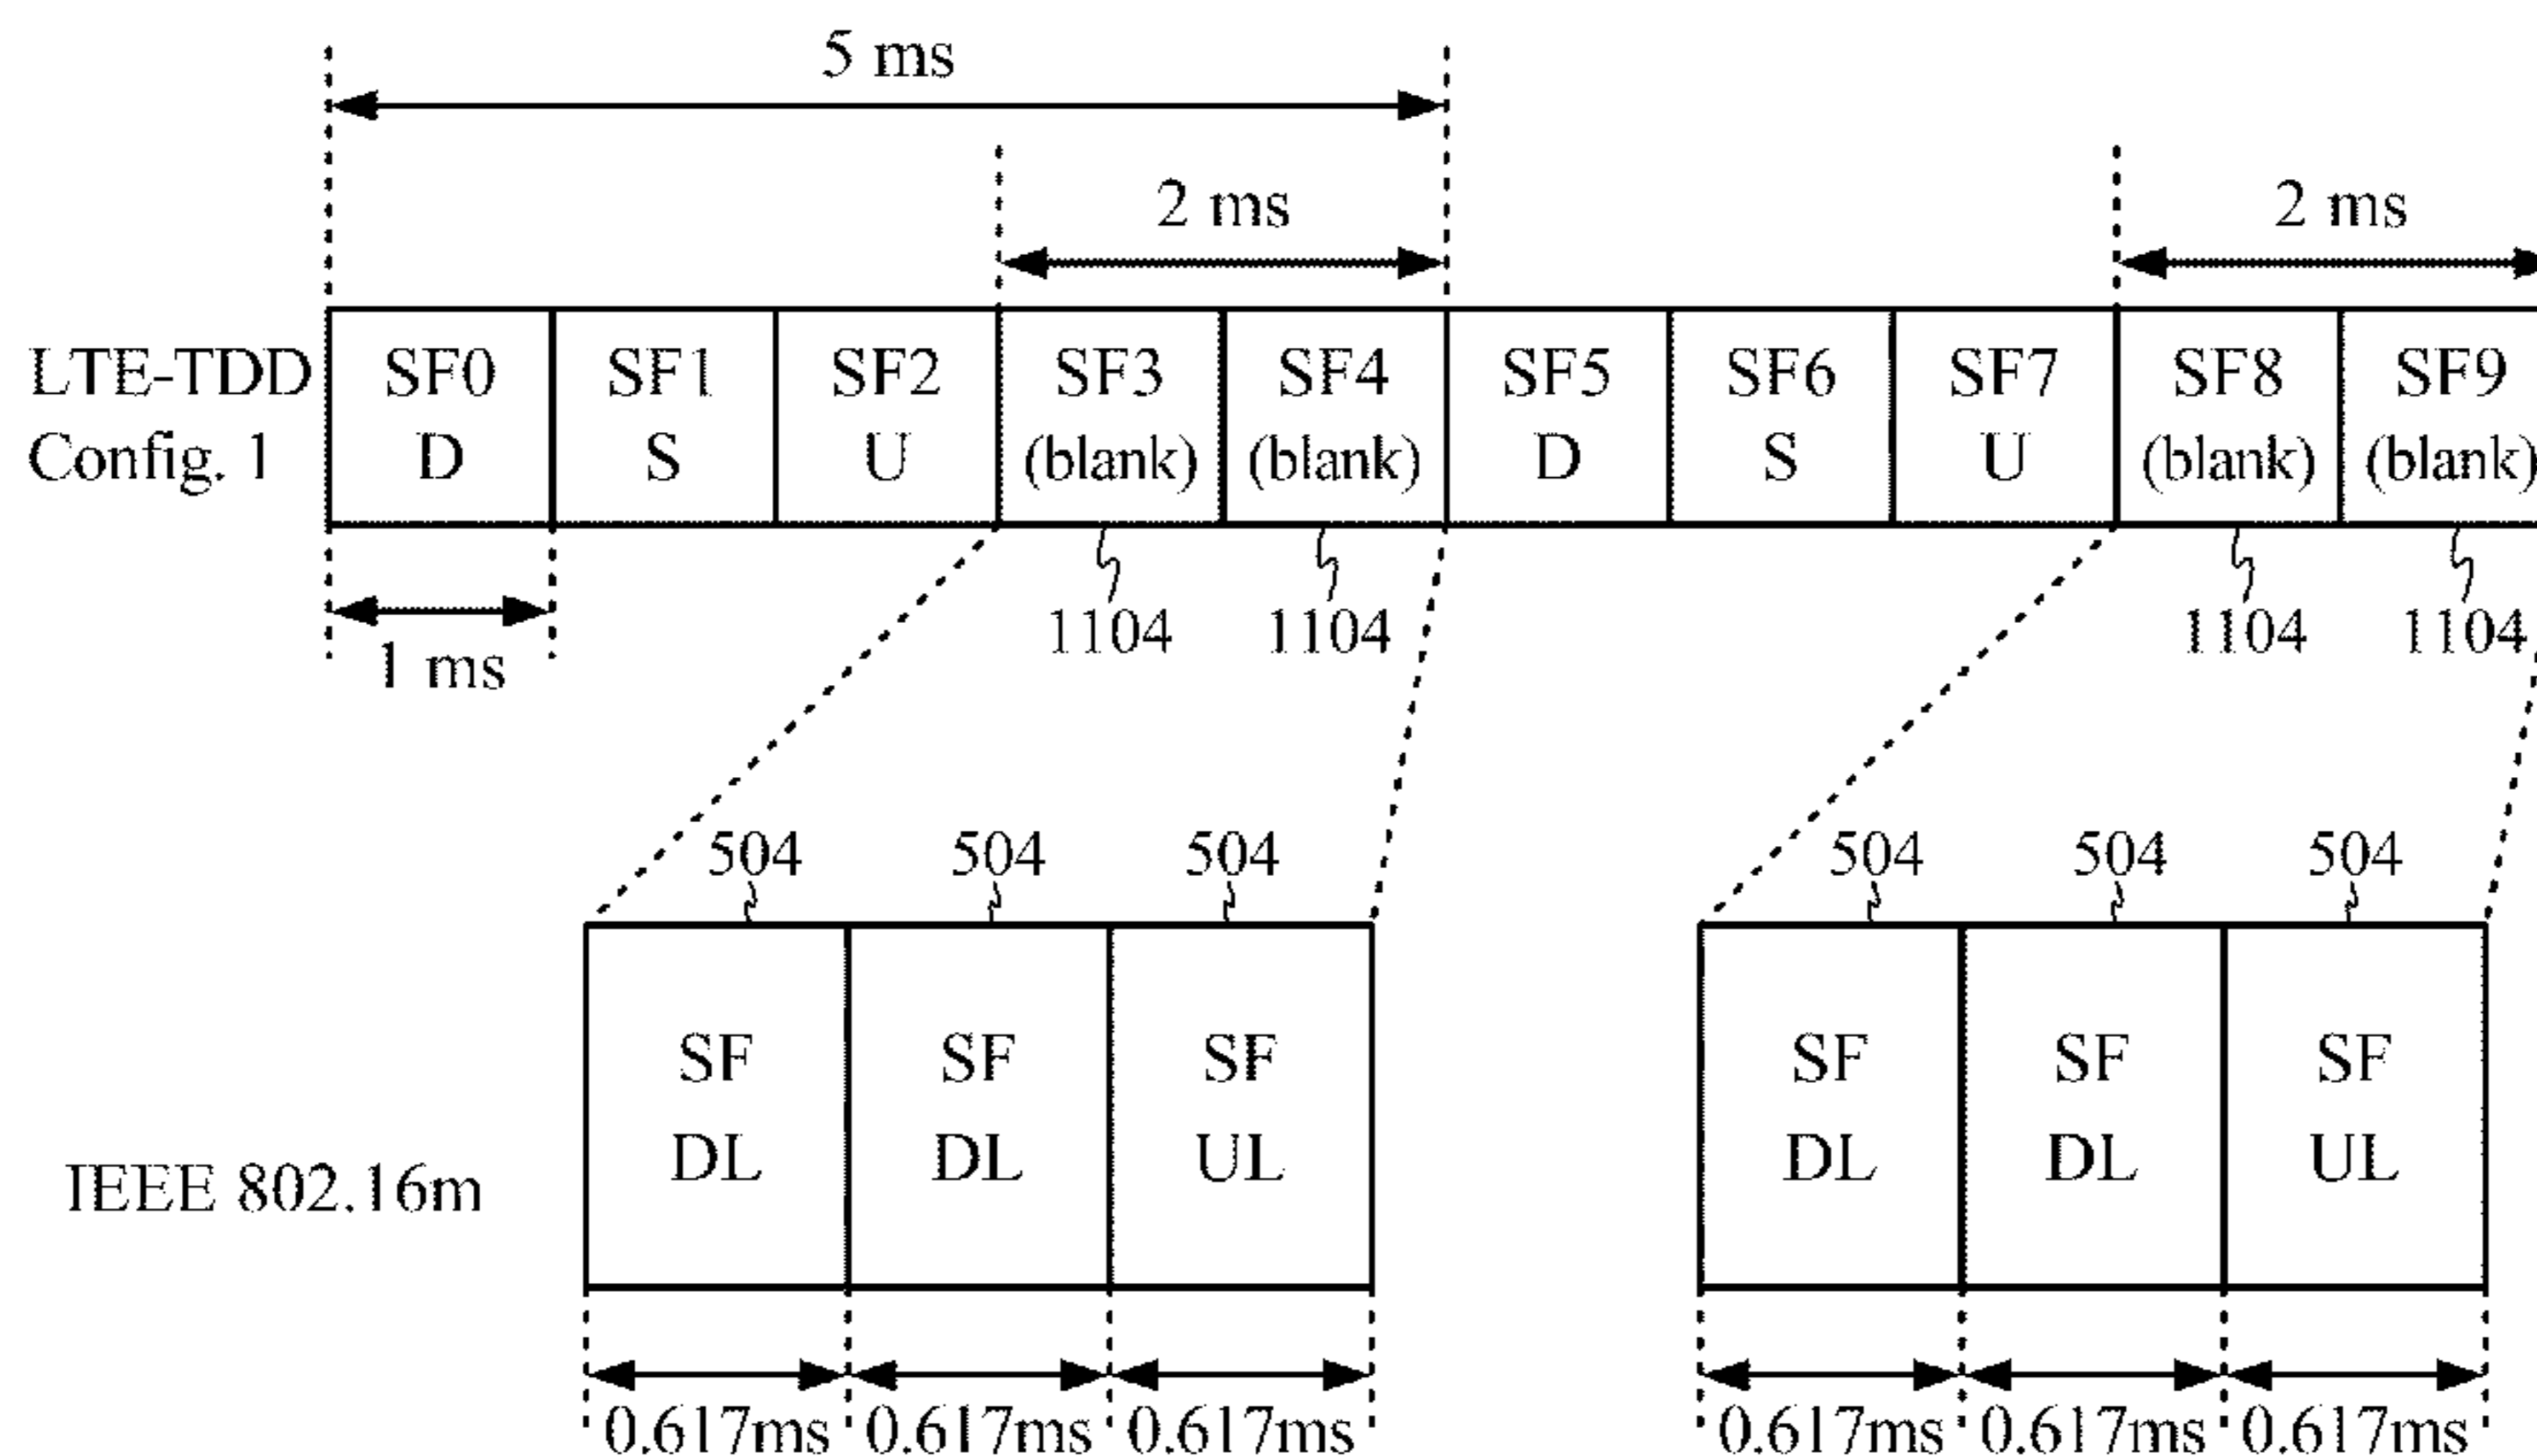 5 ms
2 ms
2 ms
LTE-TDD
Config. 1
SF0
D
SF1
S
SF2
U
SF3
(blank)
SF4
(blank)
SF5
D
SF6
S
SF7
U
SF8
(blank)
SF9
(blank)
1 ms
1104
1104
1104
1104
504
504
504
504
504
504
IEEE 802.16m
SF
DL
SF
DL
SF
UL
SF
DL
SF
DL
SF
UL
0.617ms
0.617ms
0.617ms
0.617ms
0.617ms
0.617ms